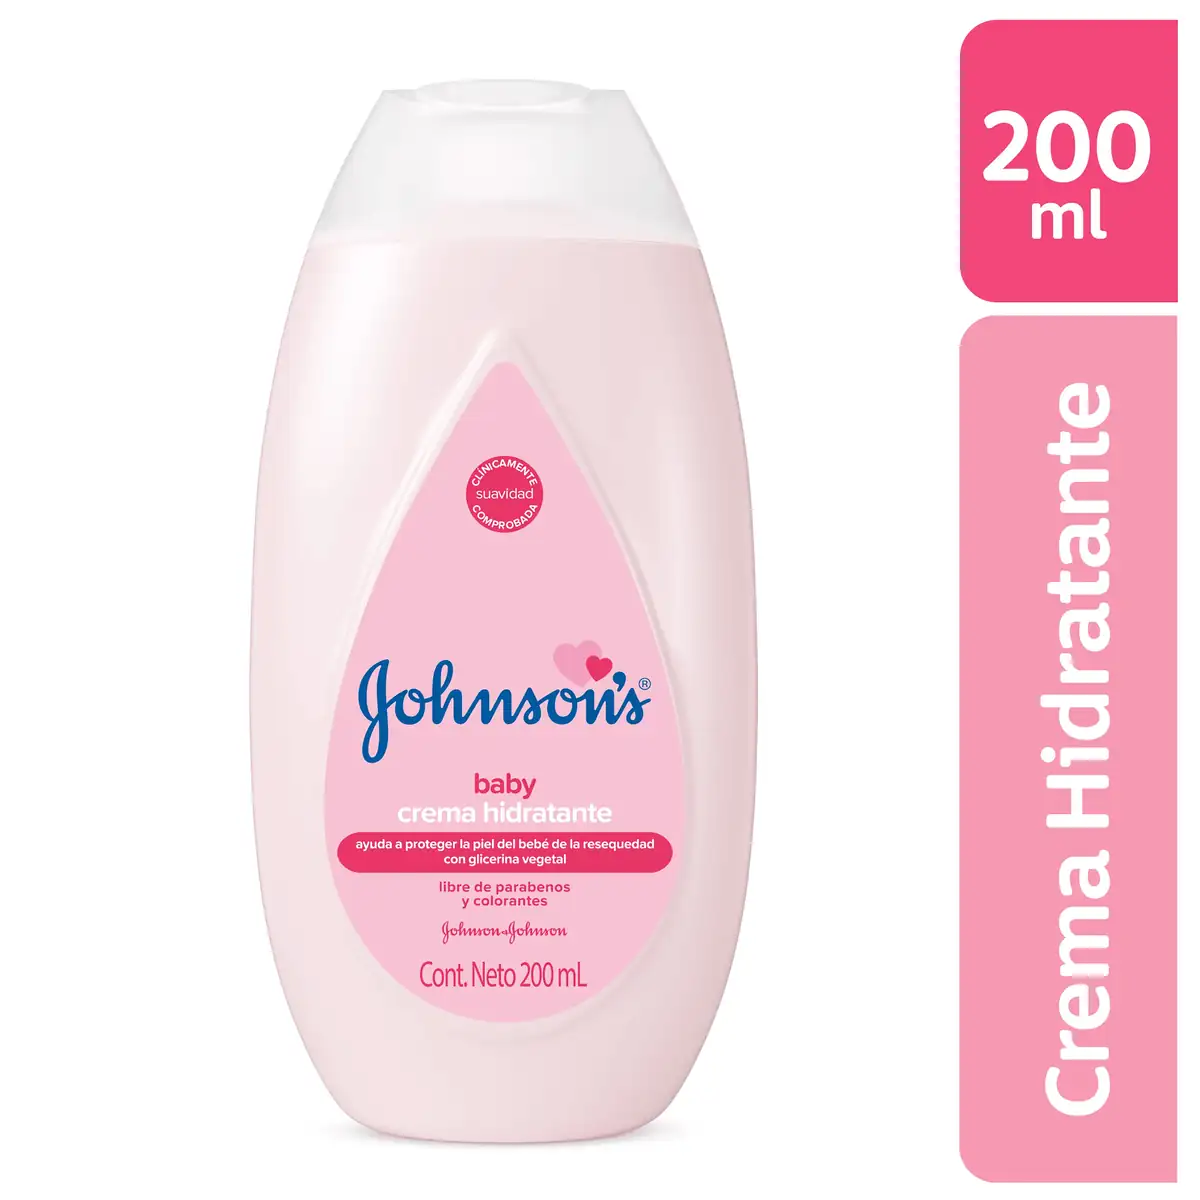 CLÍNICAMENTE
suavidad
COMPROBADA
Johnson's®
baby
crema hidratante
ayuda a proteger la piel del bebé de la resequedad
con glicerina vegetal
libre de parabenos
y colorantes
Johnson & Johnson
Cont. Neto 200 mL
200
ml
Crema Hidratante